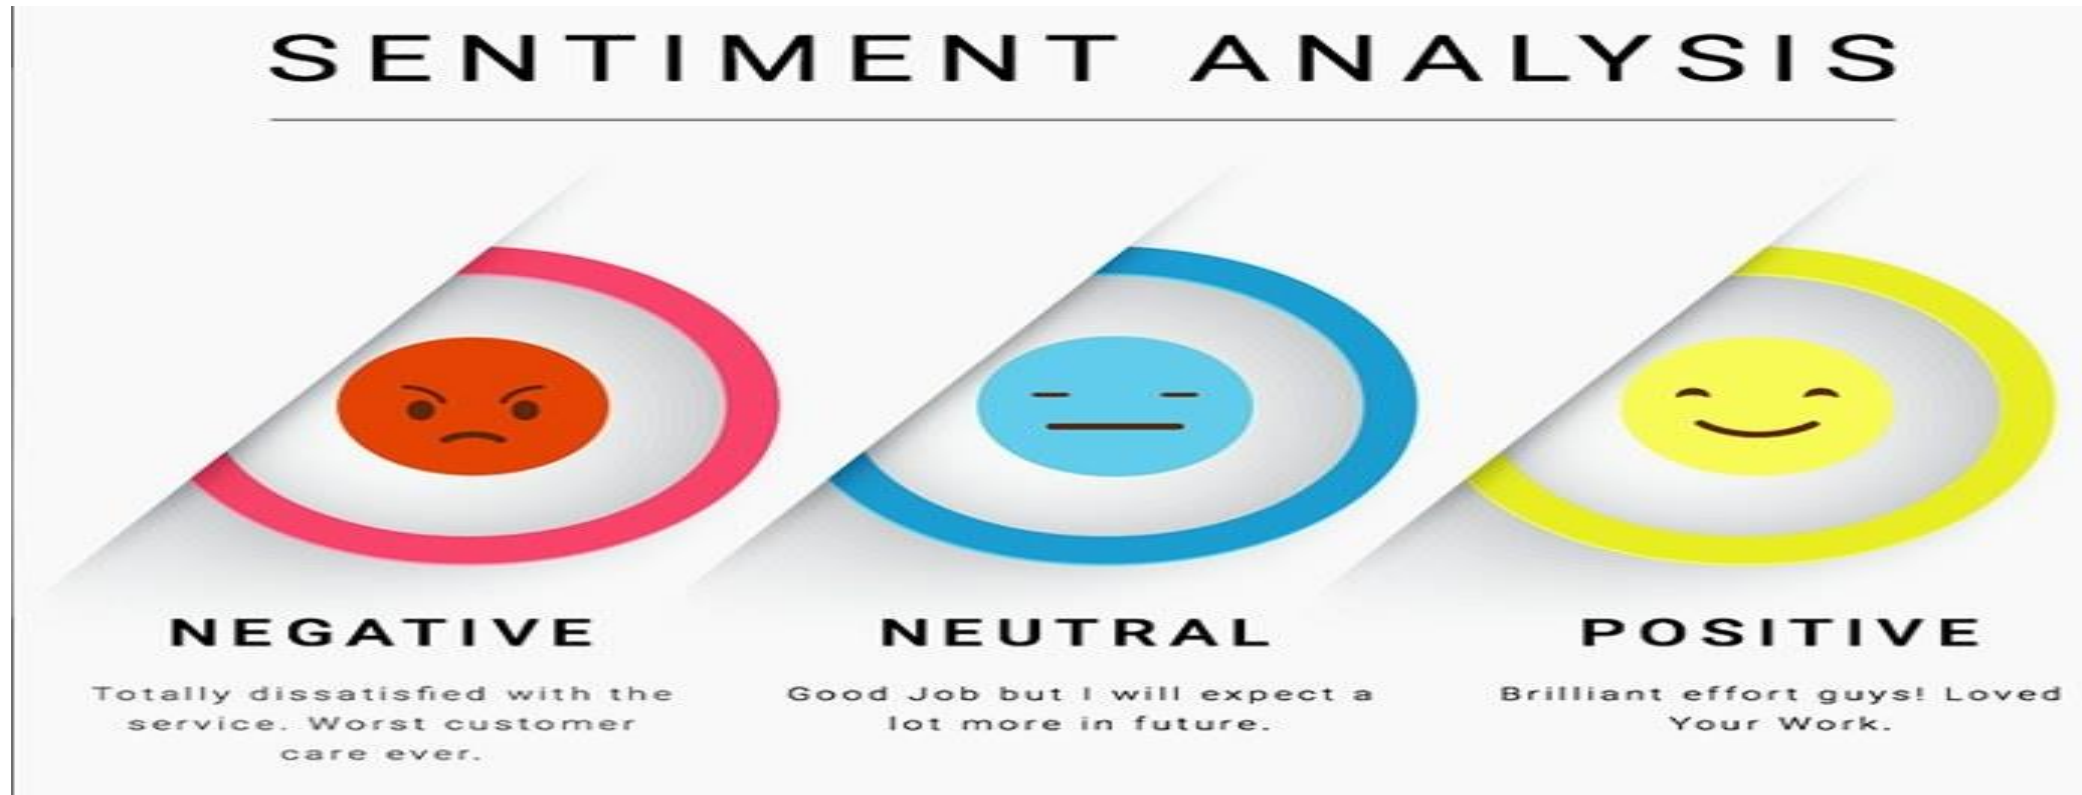 SENTIMENT ANALYSIS
NEGATIVE
Totally dissatisfied with the
service. Worst customer
care ever.
NEUTRAL
Good Job but I will expect a
lot more in future.
POSITIVE
Brilliant effort guys! Loved
Your Work.